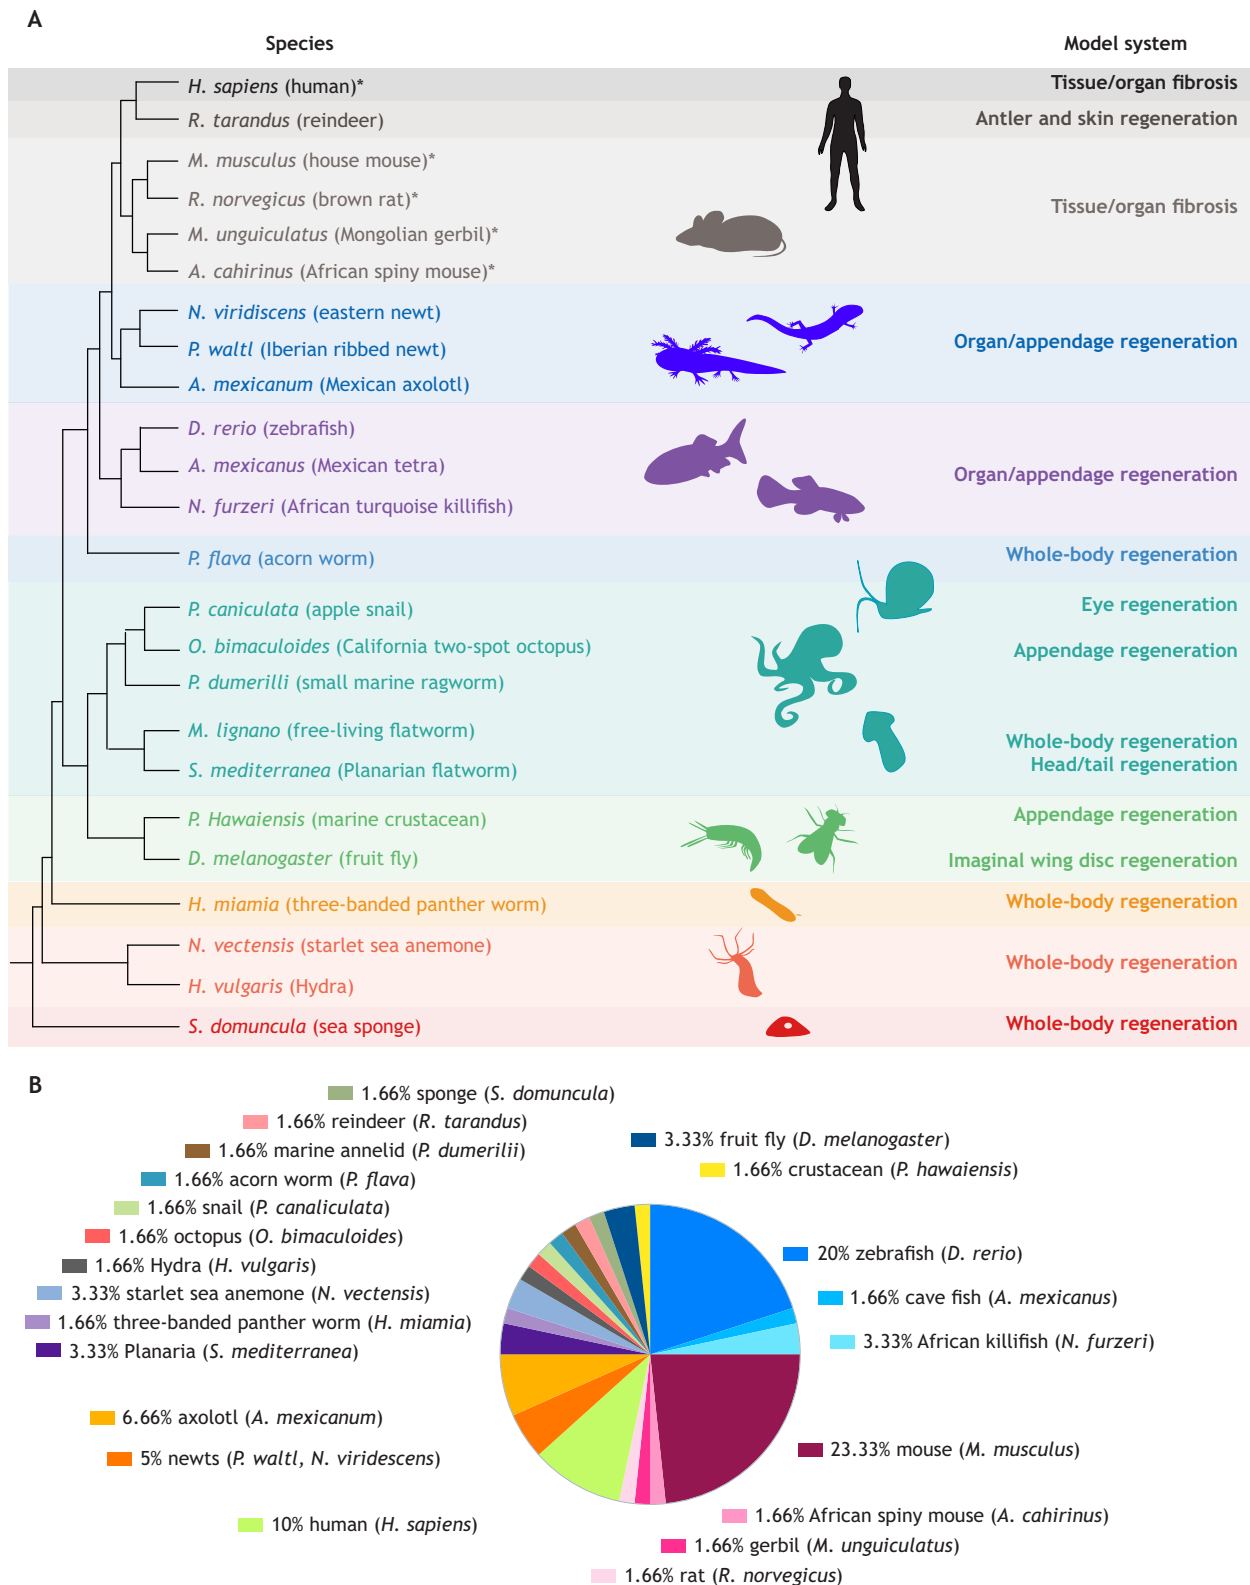 A
Species
Model system
H. sapiens (human)*
Tissue/organ fibrosis
R. tarandus (reindeer)
Antler and skin regeneration
M. musculus (house mouse)*
R. norvegicus (brown rat)*
Tissue/organ fibrosis
M. unguiculatus (Mongolian gerbil)*
A. cahirinus (African spiny mouse)*
N. viridiscens (eastern newt)
P. waltl (Iberian ribbed newt)
Organ/appendage regeneration
A. mexicanum (Mexican axolotl)
D. rerio (zebrafish)
A. mexicanus (Mexican tetra)
Organ/appendage regeneration
N. furzeri (African turquoise killifish)
P. flava (acorn worm)
Whole-body regeneration
P. caniculata (apple snail)
Eye regeneration
O. bimaculoides (California two-spot octopus)
Appendage regeneration
P. dumerilli (small marine ragworm)
M. lignano (free-living flatworm)
Whole-body regeneration
Head/tail regeneration
S. mediterranea (Planarian flatworm)
P. Hawaiensis (marine crustacean)
Appendage regeneration
D. melanogaster (fruit fly)
Imaginal wing disc regeneration
H. miamia (three-banded panther worm)
Whole-body regeneration
N. vectensis (starlet sea anemone)
Whole-body regeneration
H. vulgaris (Hydra)
S. domuncula (sea sponge)
Whole-body regeneration
B
1.66% sponge (S. domuncula)
1.66% reindeer (R. tarandus)
1.66% marine annelid (P. dumerilii)
1.66% acorn worm (P. flava)
1.66% snail (P. canaliculata)
1.66% octopus (O. bimaculoides)
1.66% Hydra (H. vulgaris)
3.33% starlet sea anemone (N. vectensis)
1.66% three-banded panther worm (H. miamia)
3.33% Planaria (S. mediterranea)
6.66% axolotl (A. mexicanum)
5% newts (P. waltl, N. viridescens)
10% human (H. sapiens)
3.33% fruit fly (D. melanogaster)
1.66% crustacean (P. hawaiensis)
20% zebrafish (D. rerio)
1.66% cave fish (A. mexicanus)
3.33% African killifish (N. furzeri)
23.33% mouse (M. musculus)
1.66% African spiny mouse (A. cahirinus)
1.66% gerbil (M. unguiculatus)
1.66% rat (R. norvegicus)